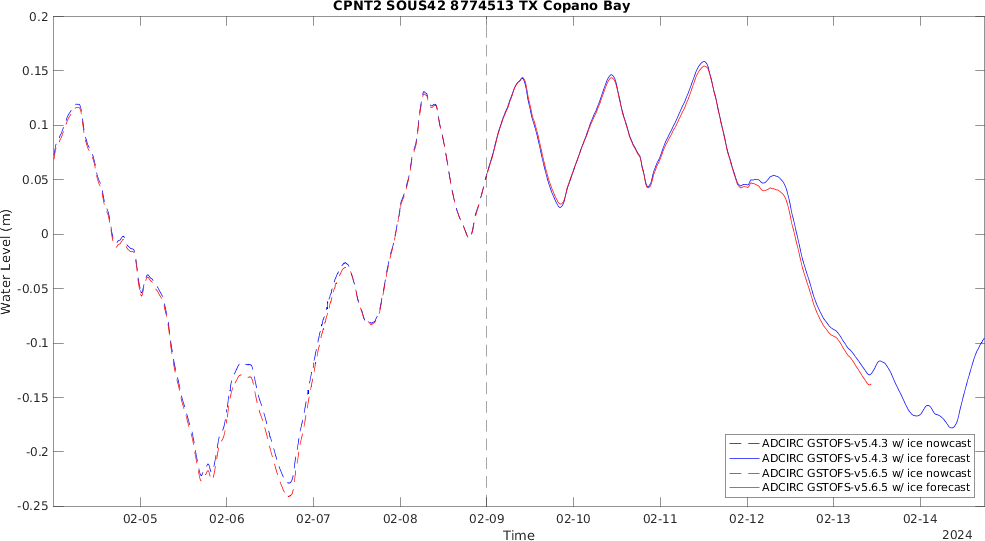 CPNT2 SOUS42 8774513 TX Copano Bay
0.2
0.15
0.1
0.05
0
-0.05
-0.1
-0.15
-0.2
-0.25
Water Level (m)
02-05 02-06 02-07 02-08 02-09 02-10 02-11 02-12 02-13 02-14
Time
2024
ADCIRC GSTOFS-v5.4.3 w/ ice nowcast
ADCIRC GSTOFS-v5.4.3 w/ ice forecast
ADCIRC GSTOFS-v5.6.5 w/ ice nowcast
ADCIRC GSTOFS-v5.6.5 w/ ice forecast